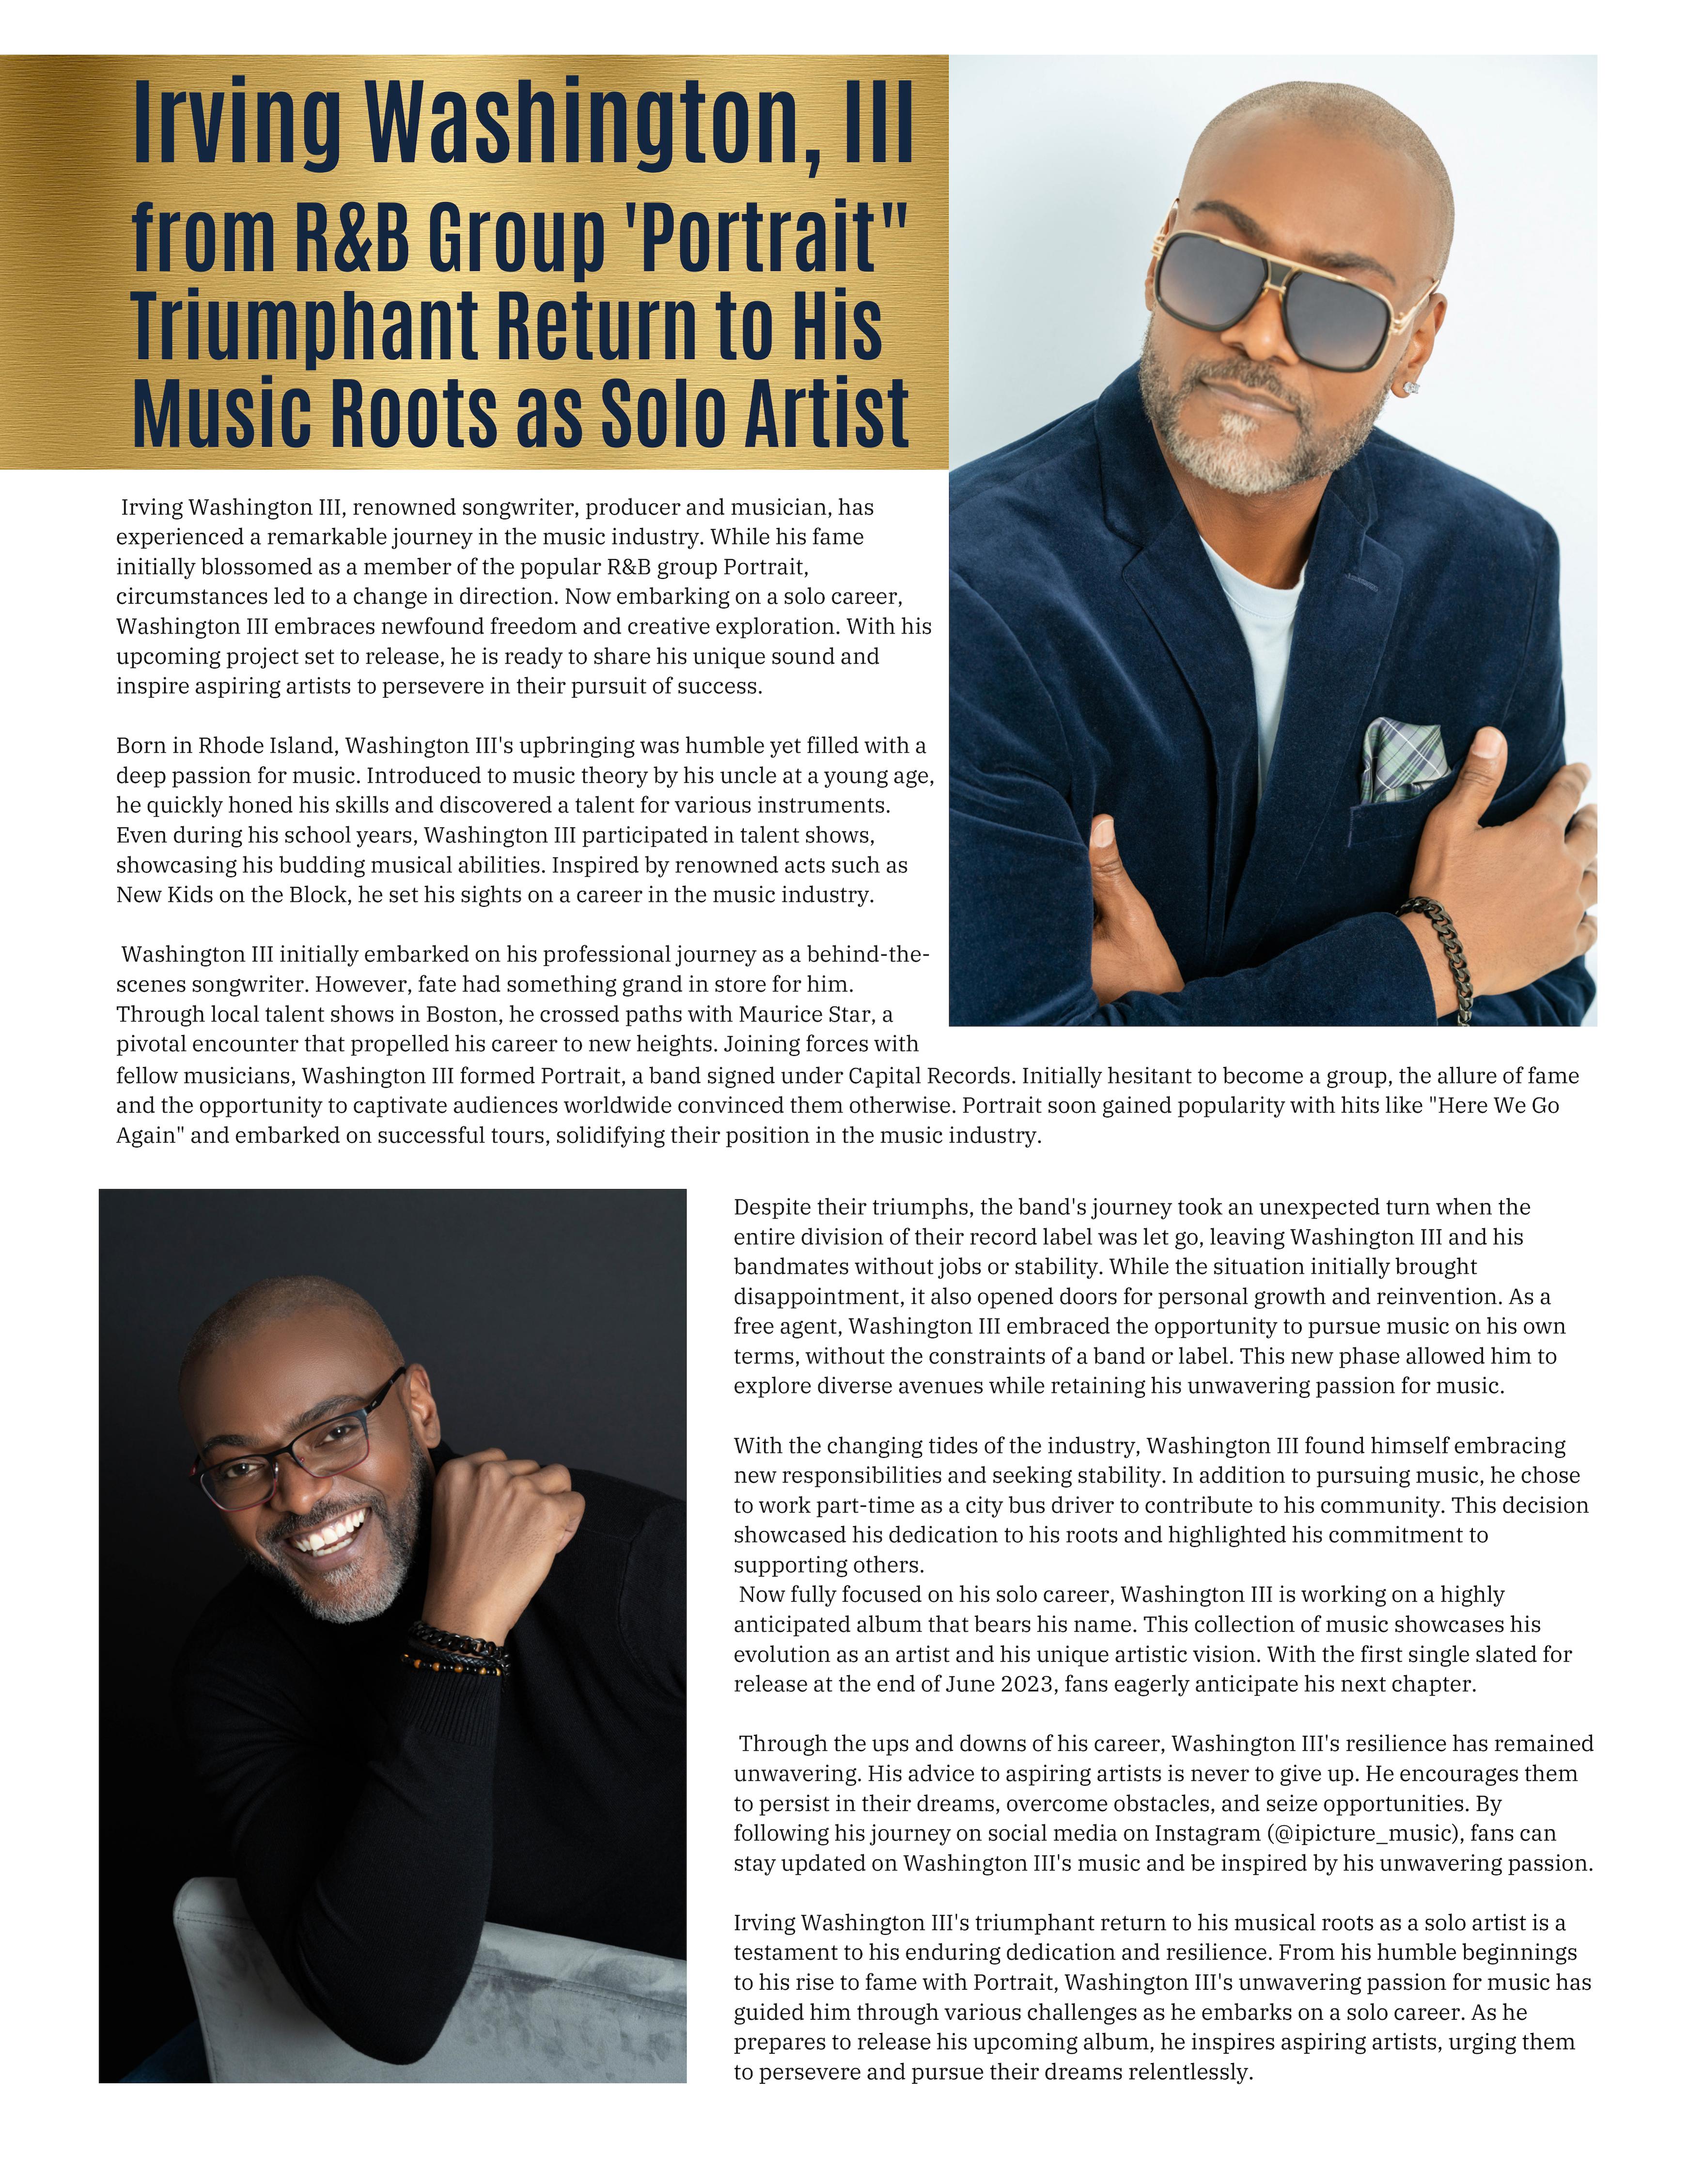 Irving Washington, III
from R&B Group 'Portrait"
Triumphant Return to His
Music Roots as Solo Artist
Irving Washington III, renowned songwriter, producer and musician, has
experienced a remarkable journey in the music industry. While his fame
initially blossomed as a member of the popular R&B group Portrait,
circumstances led to a change in direction. Now embarking on a solo career,
Washington III embraces newfound freedom and creative exploration. With his
upcoming project set to release, he is ready to share his unique sound and
inspire aspiring artists to persevere in their pursuit of success.
Born in Rhode Island, Washington III's upbringing was humble yet filled with a
deep passion for music. Introduced to music theory by his uncle at a young age,
he quickly honed his skills and discovered a talent for various instruments.
Even during his school years, Washington III participated in talent shows,
showcasing his budding musical abilities. Inspired by renowned acts such as
New Kids on the Block, he set his sights on a career in the music industry.
Washington III initially embarked on his professional journey as a behind-the-
scenes songwriter. However, fate had something grand in store for him.
Through local talent shows in Boston, he crossed paths with Maurice Star, a
pivotal encounter that propelled his career to new heights. Joining forces with
fellow musicians, Washington III formed Portrait, a band signed under Capital Records. Initially hesitant to become a group, the allure of fame
and the opportunity to captivate audiences worldwide convinced them otherwise. Portrait soon gained popularity with hits like "Here We Go
Again" and embarked on successful tours, solidifying their position in the music industry.
Despite their triumphs, the band's journey took an unexpected turn when the
entire division of their record label was let go, leaving Washington III and his
bandmates without jobs or stability. While the situation initially brought
disappointment, it also opened doors for personal growth and reinvention. As a
free agent, Washington III embraced the opportunity to pursue music on his own
terms, without the constraints of a band or label. This new phase allowed him to
explore diverse avenues while retaining his unwavering passion for music.
With the changing tides of the industry, Washington III found himself embracing
new responsibilities and seeking stability. In addition to pursuing music, he chose
to work part-time as a city bus driver to contribute to his community. This decision
showcased his dedication to his roots and highlighted his commitment to
supporting others.
Now fully focused on his solo career, Washington III is working on a highly
anticipated album that bears his name. This collection of music showcases his
evolution as an artist and his unique artistic vision. With the first single slated for
release at the end of June 2023, fans eagerly anticipate his next chapter.
Through the ups and downs of his career, Washington III's resilience has remained
unwavering. His advice to aspiring artists is never to give up. He encourages them
to persist in their dreams, overcome obstacles, and seize opportunities. By
following his journey on social media on Instagram (@ipicture_music), fans can
stay updated on Washington III's music and be inspired by his unwavering passion.
Irving Washington III's triumphant return to his musical roots as a solo artist is a
testament to his enduring dedication and resilience. From his humble beginnings
to his rise to fame with Portrait, Washington III's unwavering passion for music has
guided him through various challenges as he embarks on a solo career. As he
prepares to release his upcoming album, he inspires aspiring artists, urging them
to persevere and pursue their dreams relentlessly.